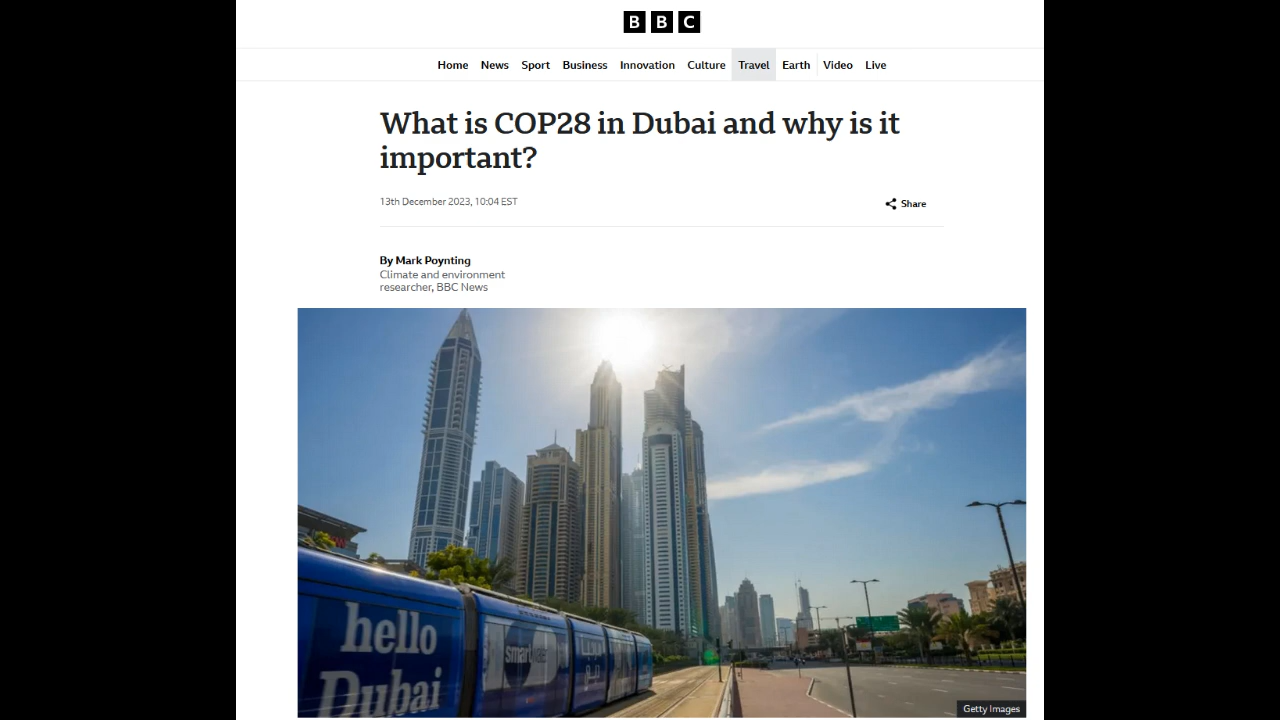 BBC
Home News Sport Business Innovation Culture Travel Earth Video Live
What is COP28 in Dubai and why is it
important?
13th December 2023, 10:04 EST
Share
By Mark Poynting
Climate and environment
researcher, BBC News
hello
Dubai
smart
Getty Images